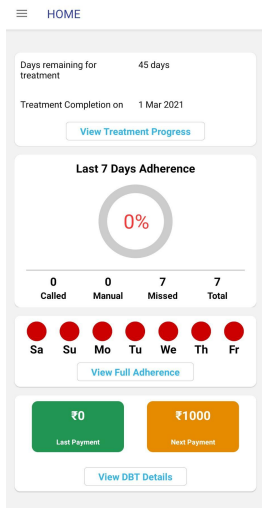 HOME
Days remaining for treatment 45 days
Treatment Completion on 1 Mar 2021
View Treatment Progress
Last 7 Days Adherence
0%
0 0 7 7
Called Manual Missed Total
Sa Su Mo Tu We Th Fr
View Full Adherence
₹0 ₹1000
Last Payment Next Payment
View DBT Details